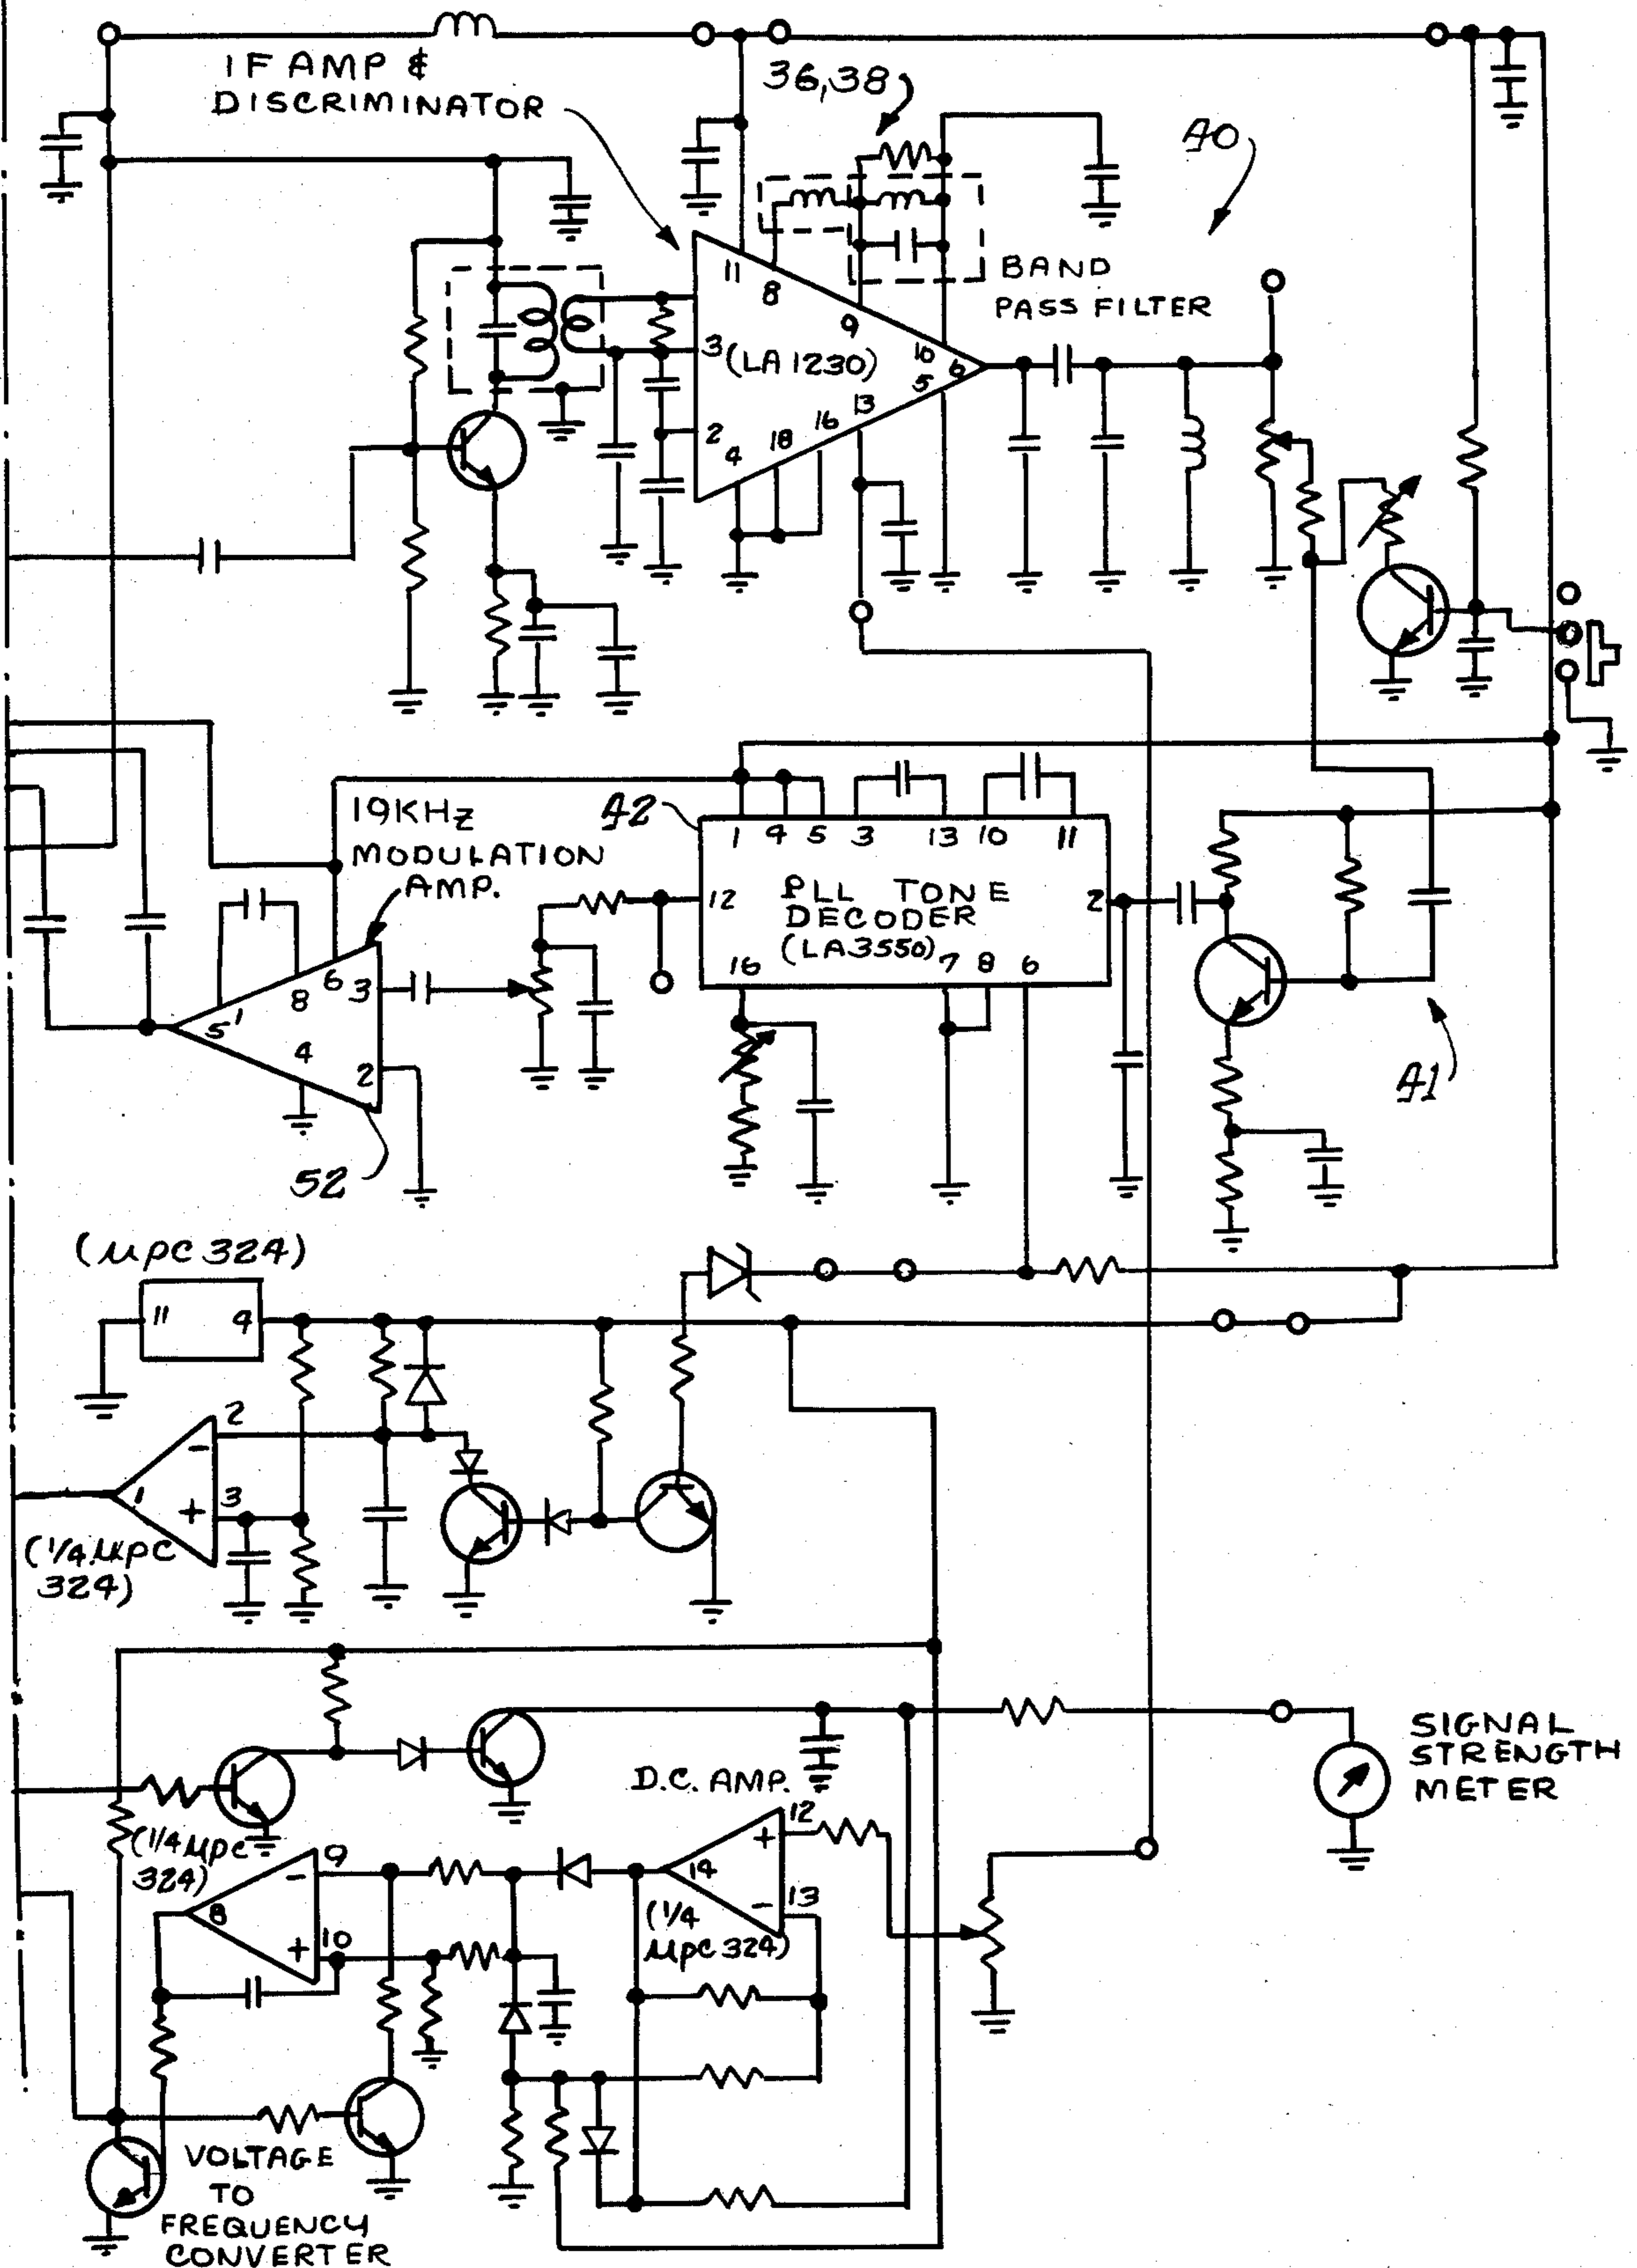 IF AMP &
DISCRIMINATOR
36,38
40
BAND
PASS FILTER
11
8
9
10
6
3
(LA 1230)
5
13
16
18
2
4
19KHz
MODULATION
AMP.
42
1 4 5 3 13 10 11
12
PLL TONE
DECODER
(LA3550)
2
16 7 8 6
6
8
3
1
5
4
2
52
41
(μpc 324)
11 4
2
-
1
3
+
(1/4 μpc
324)
SIGNAL
STRENGTH
METER
D.C. AMP.
12
+
14
13
-
(1/4
μpc 324)
(1/4 μpc
324)
9
-
8
10
+
VOLTAGE
TO
FREQUENCY
CONVERTER